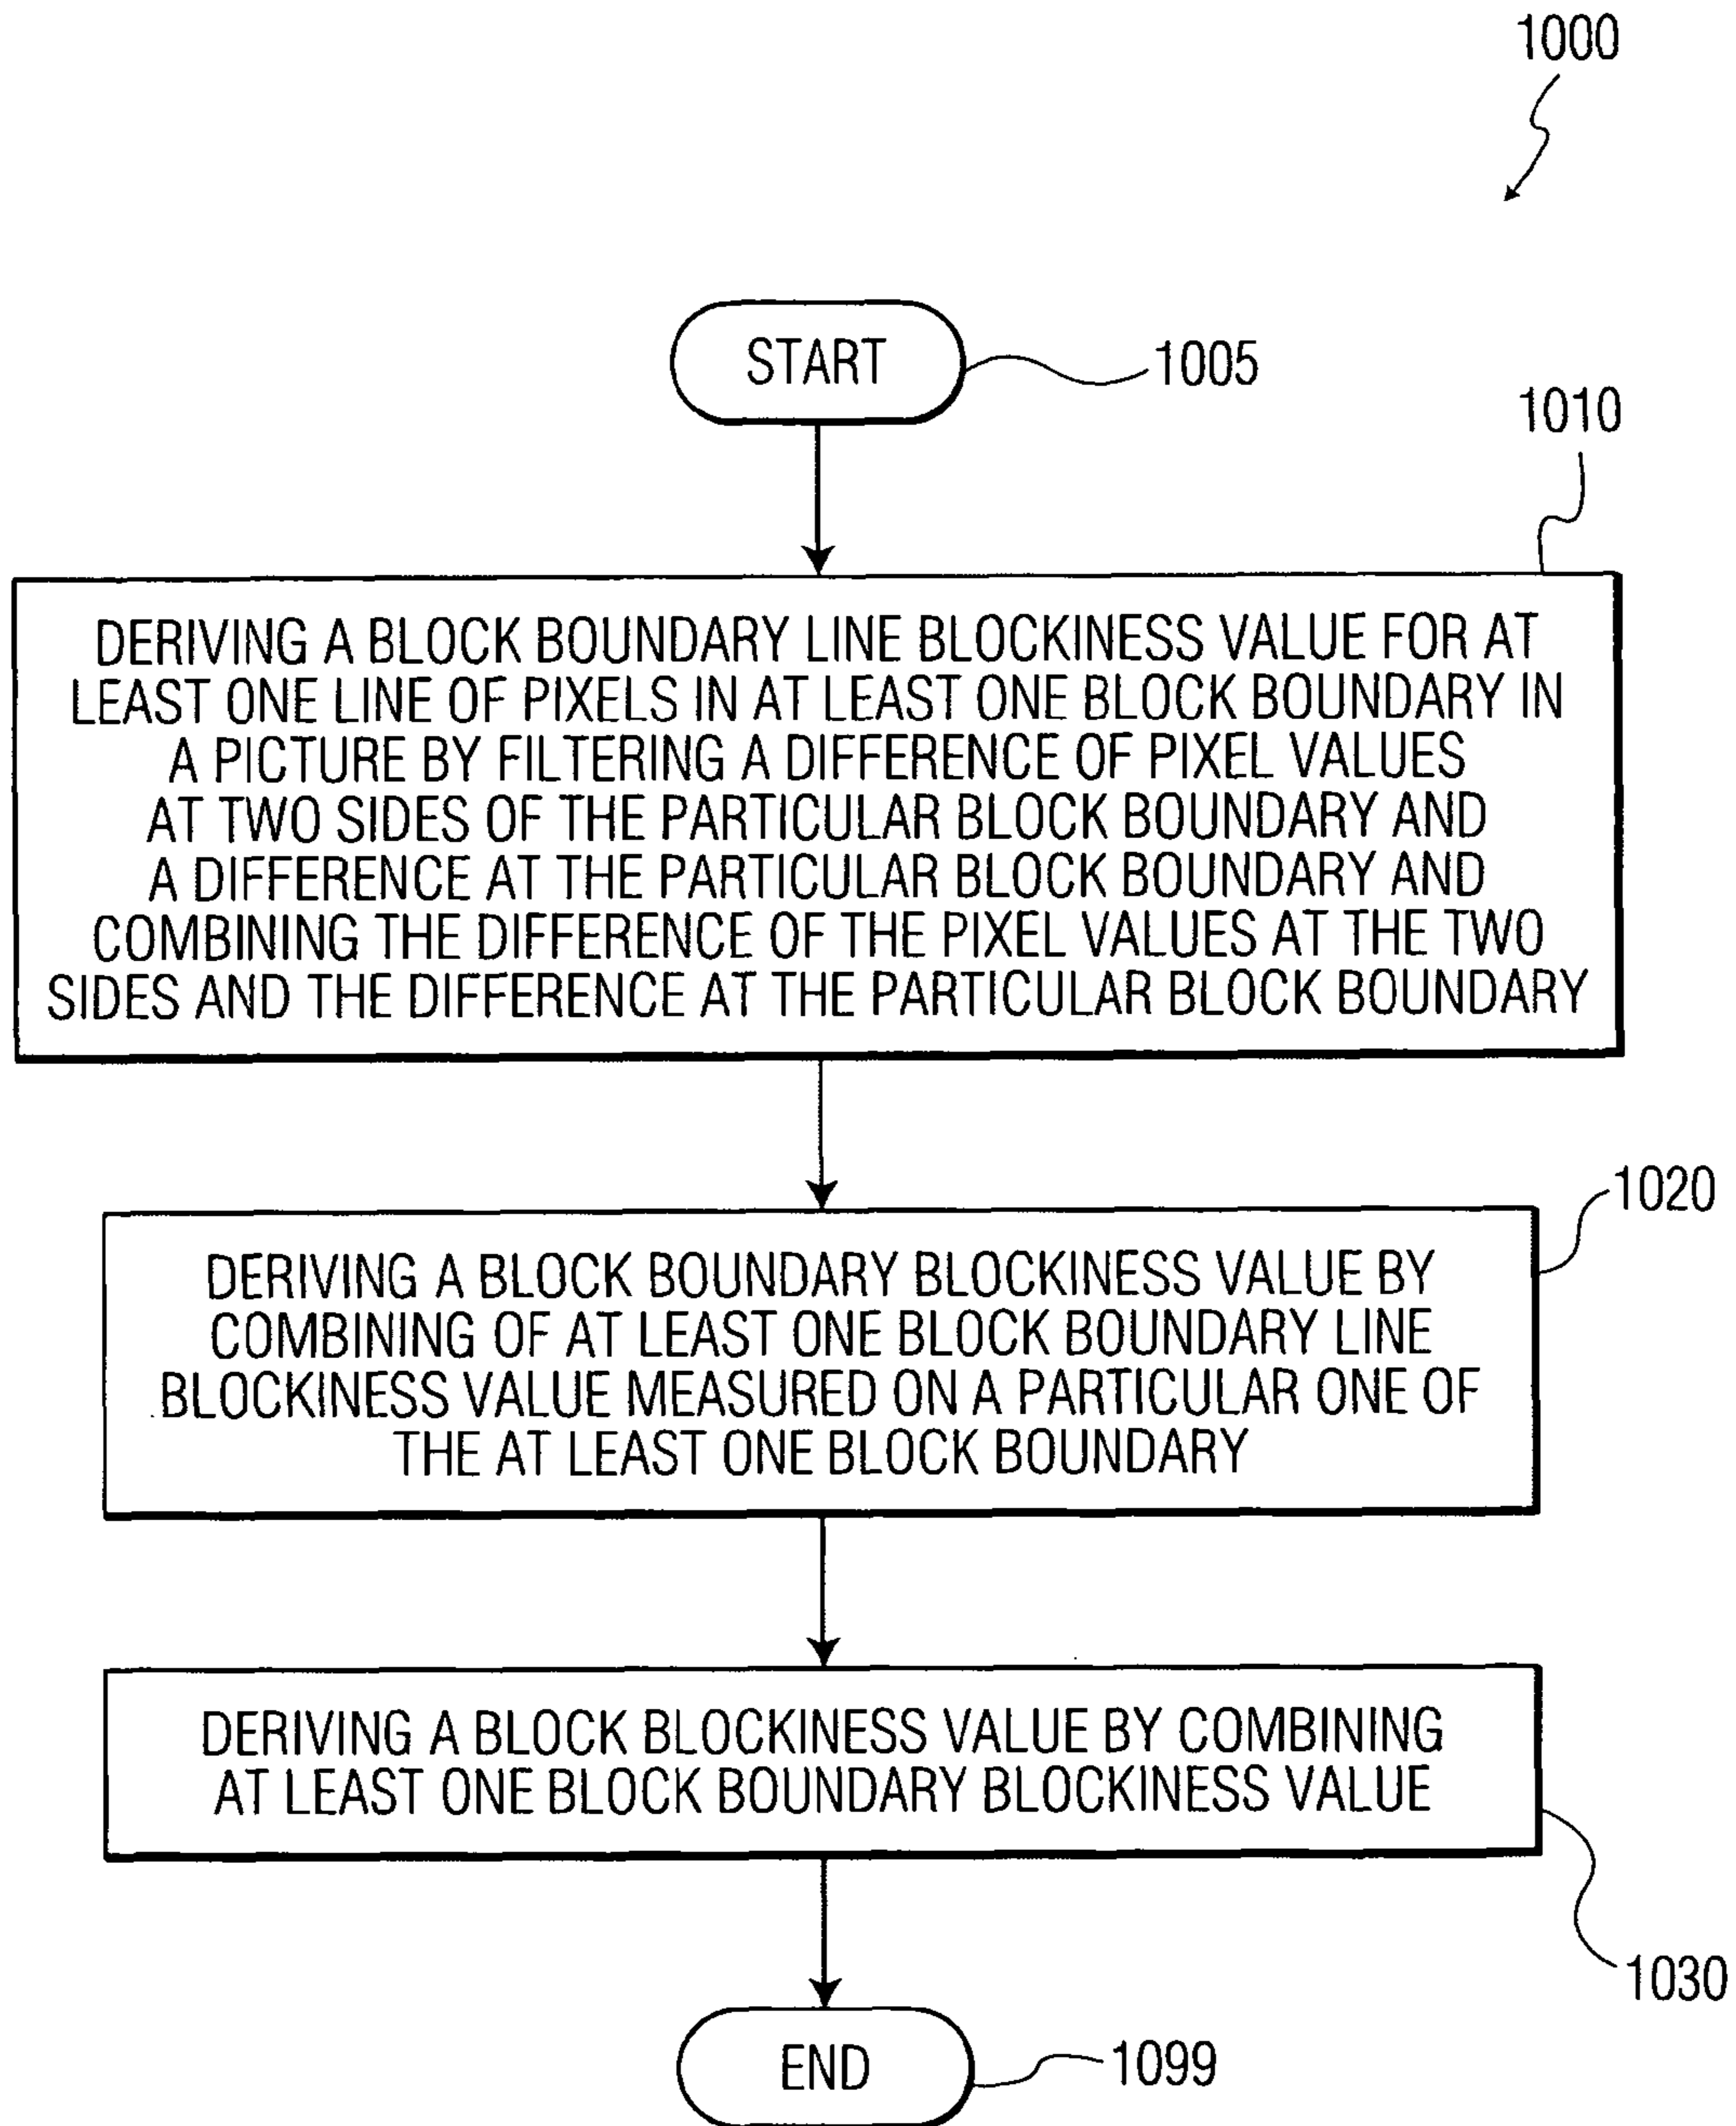 1000
START
1005
1010
DERIVING A BLOCK BOUNDARY LINE BLOCKINESS VALUE FOR AT
LEAST ONE LINE OF PIXELS IN AT LEAST ONE BLOCK BOUNDARY IN
A PICTURE BY FILTERING A DIFFERENCE OF PIXEL VALUES
AT TWO SIDES OF THE PARTICULAR BLOCK BOUNDARY AND
A DIFFERENCE AT THE PARTICULAR BLOCK BOUNDARY AND
COMBINING THE DIFFERENCE OF THE PIXEL VALUES AT THE TWO
SIDES AND THE DIFFERENCE AT THE PARTICULAR BLOCK BOUNDARY
1020
DERIVING A BLOCK BOUNDARY BLOCKINESS VALUE BY
COMBINING OF AT LEAST ONE BLOCK BOUNDARY LINE
BLOCKINESS VALUE MEASURED ON A PARTICULAR ONE OF
THE AT LEAST ONE BLOCK BOUNDARY
DERIVING A BLOCK BLOCKINESS VALUE BY COMBINING
AT LEAST ONE BLOCK BOUNDARY BLOCKINESS VALUE
1030
END
1099